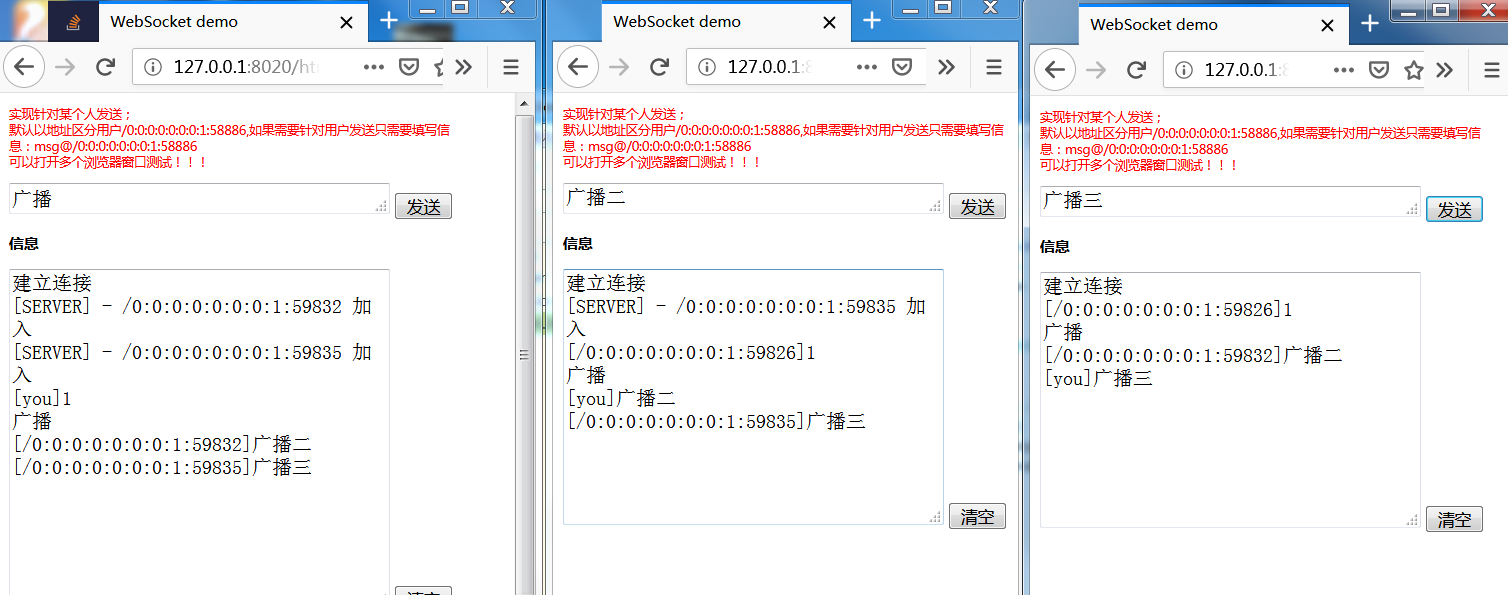 WebSocket demo
127.0.0.1:8020/ht
实现针对某个人发送；
默认以地址区分用户/0:0:0:0:0:0:0:1:58886,如果需要针对用户发送只需要填写信
息：msg@/0:0:0:0:0:0:0:1:58886
可以打开多个浏览器窗口测试！！！
广播
发送
信息
建立连接
[SERVER] - /0:0:0:0:0:0:0:1:59832 加
入
[SERVER] - /0:0:0:0:0:0:0:1:59835 加
入
[you]1
广播
[/0:0:0:0:0:0:0:1:59832]广播二
[/0:0:0:0:0:0:0:1:59835]广播三
清空
WebSocket demo
127.0.0.1:8
实现针对某个人发送；
默认以地址区分用户/0:0:0:0:0:0:0:1:58886,如果需要针对用户发送只需要填写信
息：msg@/0:0:0:0:0:0:0:1:58886
可以打开多个浏览器窗口测试！！！
广播二
发送
信息
建立连接
[SERVER] - /0:0:0:0:0:0:0:1:59835 加
入
[/0:0:0:0:0:0:0:1:59826]1
广播
[you]广播二
[/0:0:0:0:0:0:0:1:59835]广播三
清空
WebSocket demo
127.0.0.1:8
实现针对某个人发送；
默认以地址区分用户/0:0:0:0:0:0:0:1:58886,如果需要针对用户发送只需要填写信
息：msg@/0:0:0:0:0:0:0:1:58886
可以打开多个浏览器窗口测试！！！
广播三
发送
信息
建立连接
[/0:0:0:0:0:0:0:1:59826]1
广播
[/0:0:0:0:0:0:0:1:59832]广播二
[you]广播三
清空